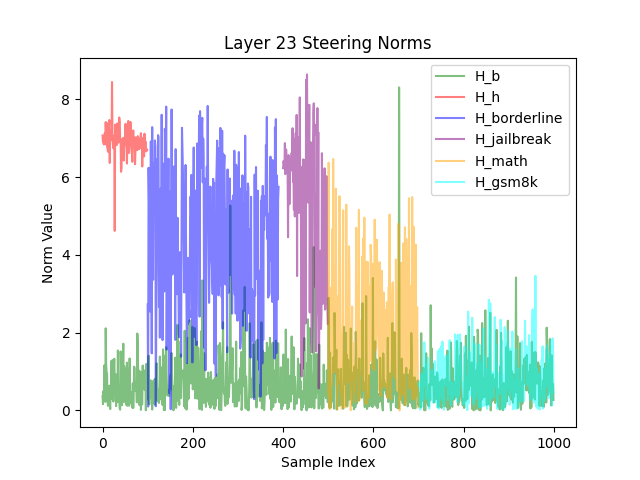 Layer 23 Steering Norms
H_b
H_h
H_borderline
H_jailbreak
H_math
H_gsm8k
Norm Value
8
6
4
2
0
0 200 400 600 800 1000
Sample Index